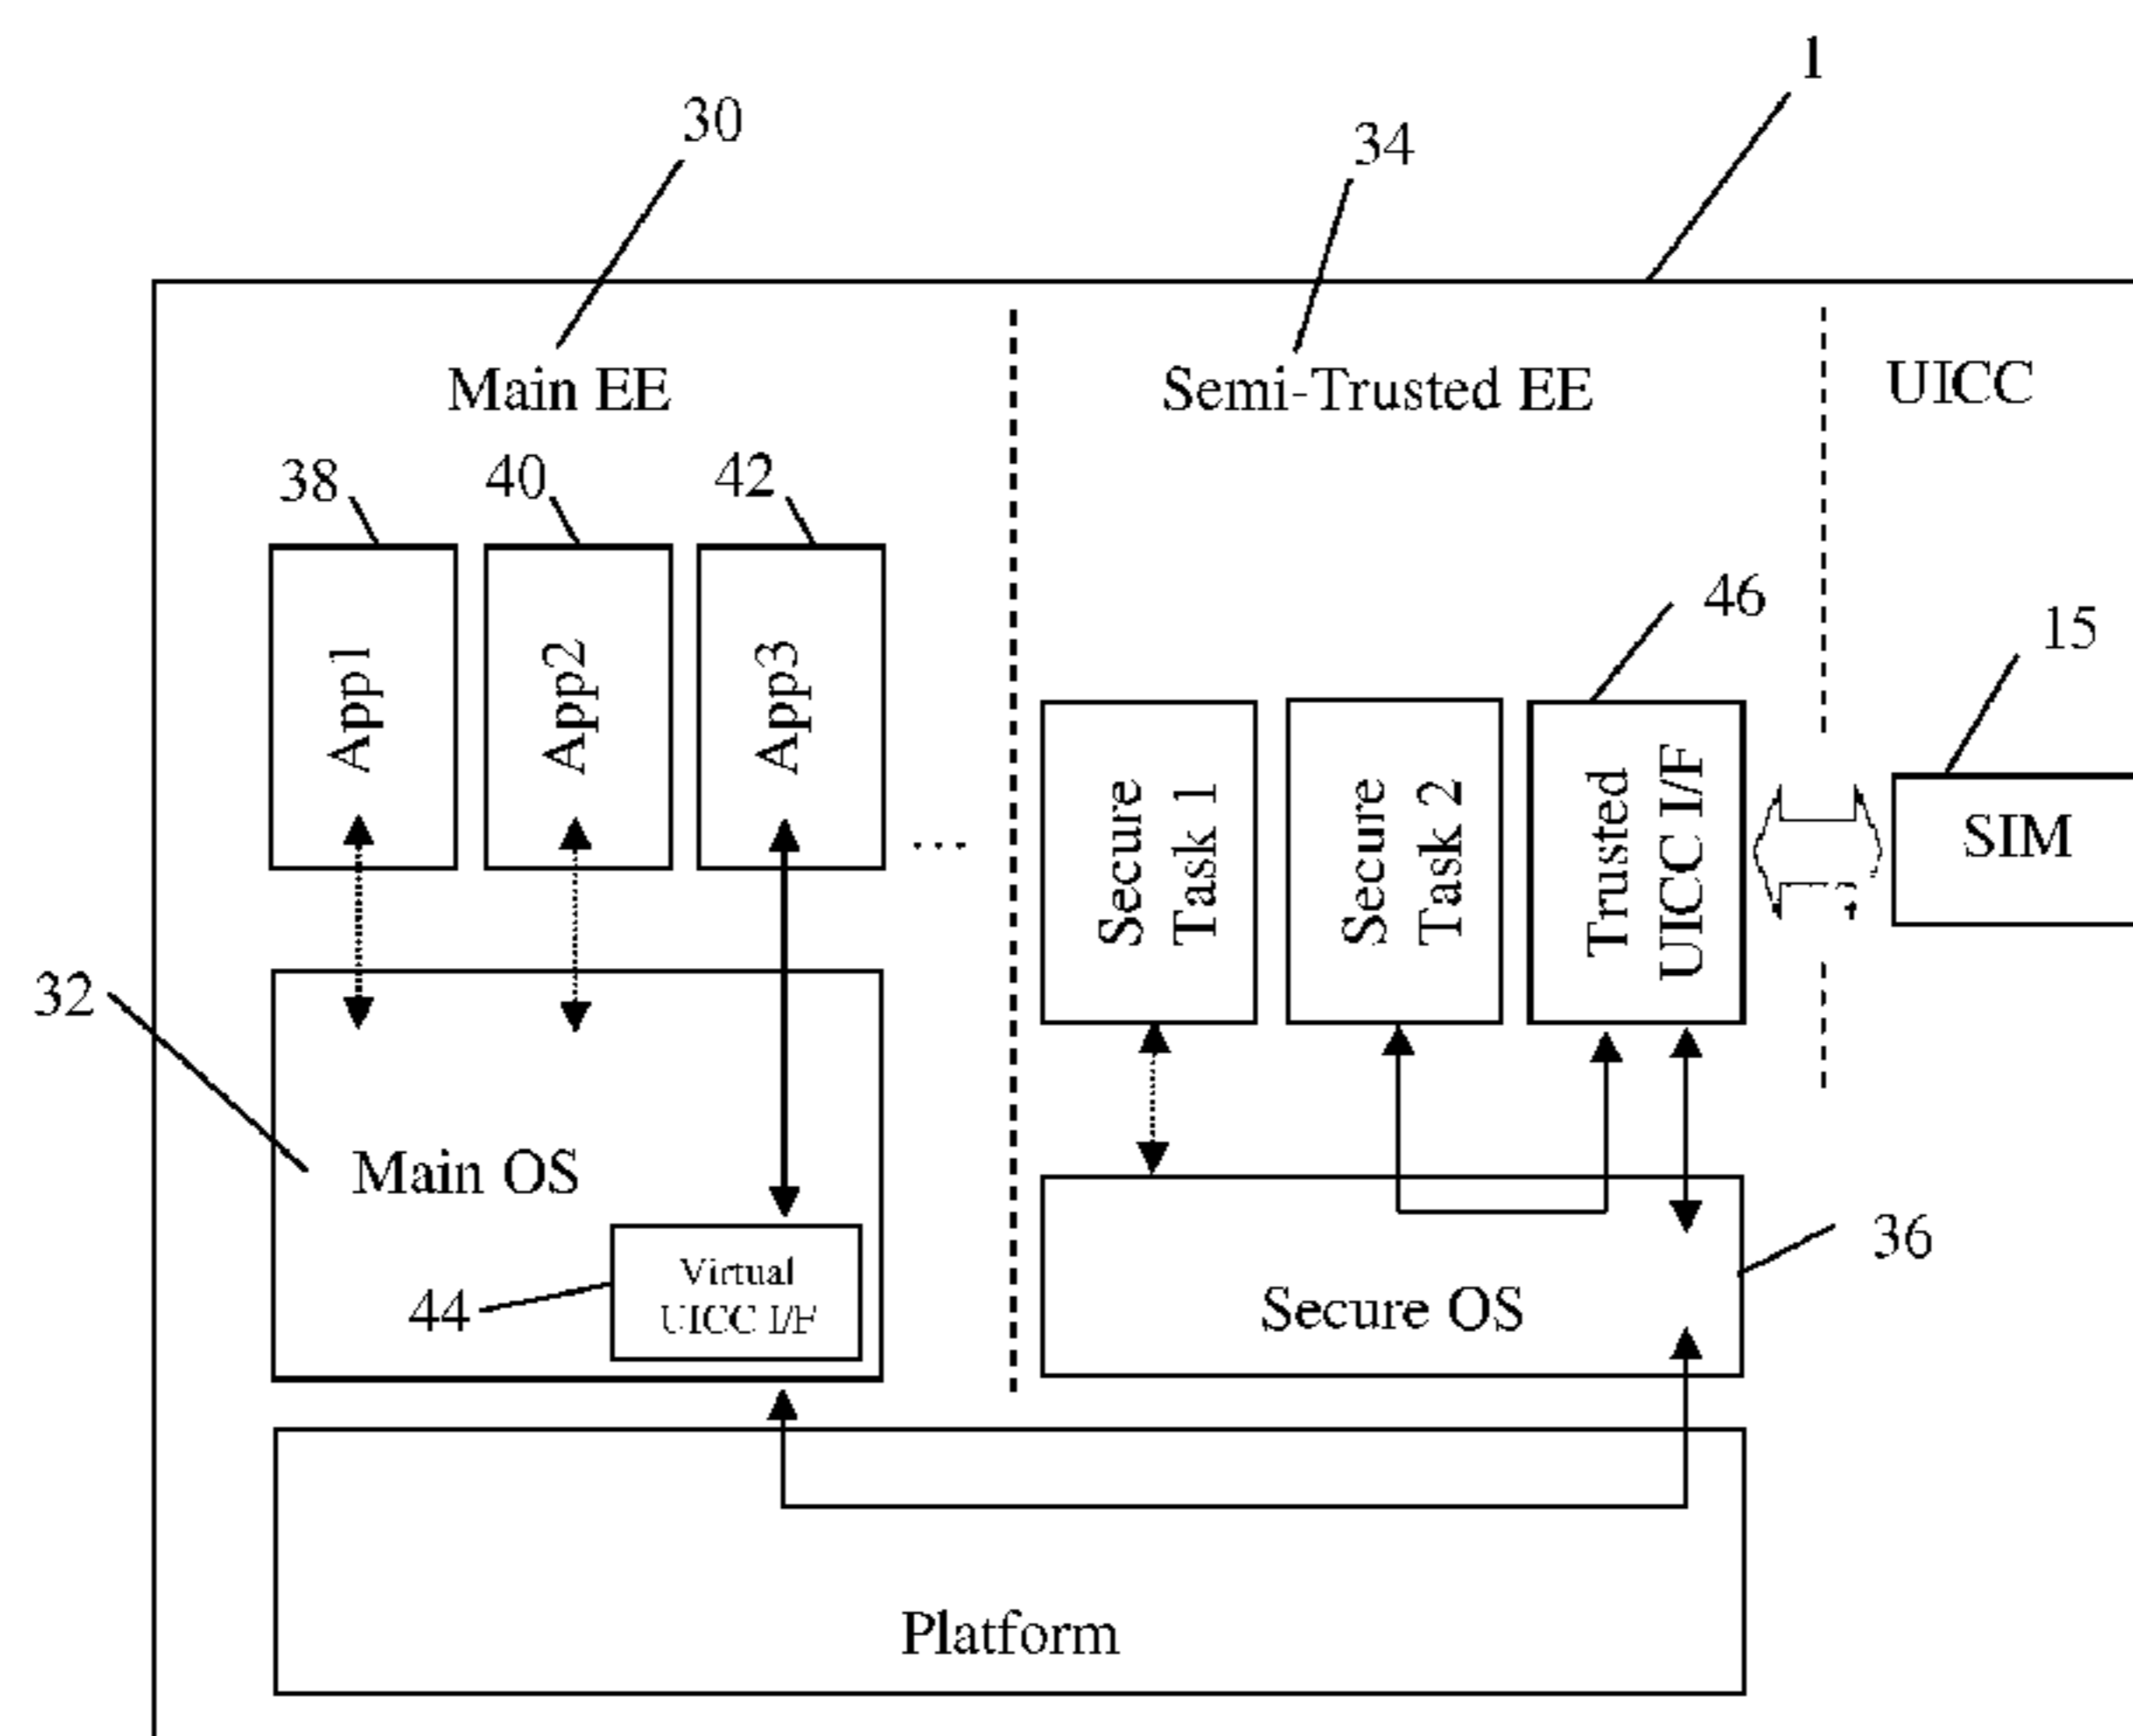 1
30
34
Main EE
Semi-Trusted EE
UICC
38
40
42
46
15
App1
App2
App3
...
Secure
Task 1
Secure
Task 2
Trusted
UICC I/F
SIM
32
Main OS
36
Virtual
UICC I/F
44
Secure OS
Platform